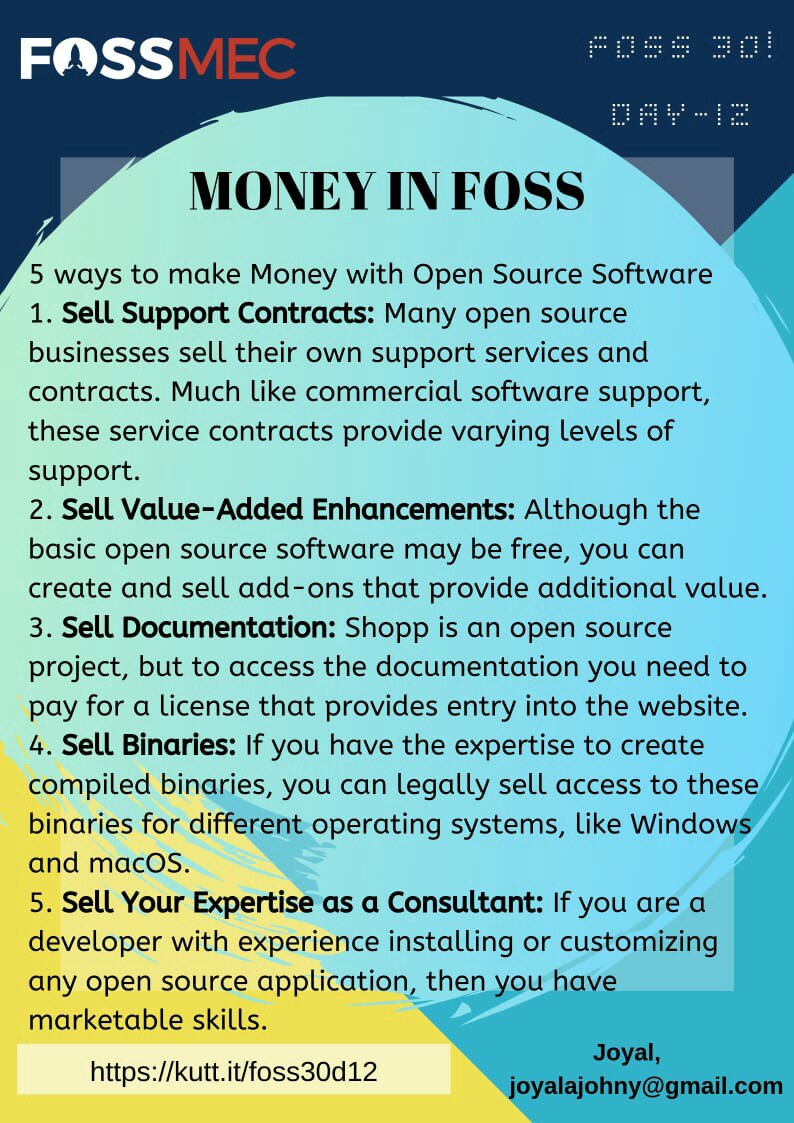 FOSSMEC
FOSS 30!
DAY-12
MONEY IN FOSS
5 ways to make Money with Open Source Software
1. Sell Support Contracts: Many open source
businesses sell their own support services and
contracts. Much like commercial software support,
these service contracts provide varying levels of
support.
2. Sell Value-Added Enhancements: Although the
basic open source software may be free, you can
create and sell add-ons that provide additional value.
3. Sell Documentation: Shopp is an open source
project, but to access the documentation you need to
pay for a license that provides entry into the website.
4. Sell Binaries: If you have the expertise to create
compiled binaries, you can legally sell access to these
binaries for different operating systems, like Windows
and macOS.
5. Sell Your Expertise as a Consultant: If you are a
developer with experience installing or customizing
any open source application, then you have
marketable skills.
https://kutt.it/foss30d12
Joyal,
joyalajohny@gmail.com